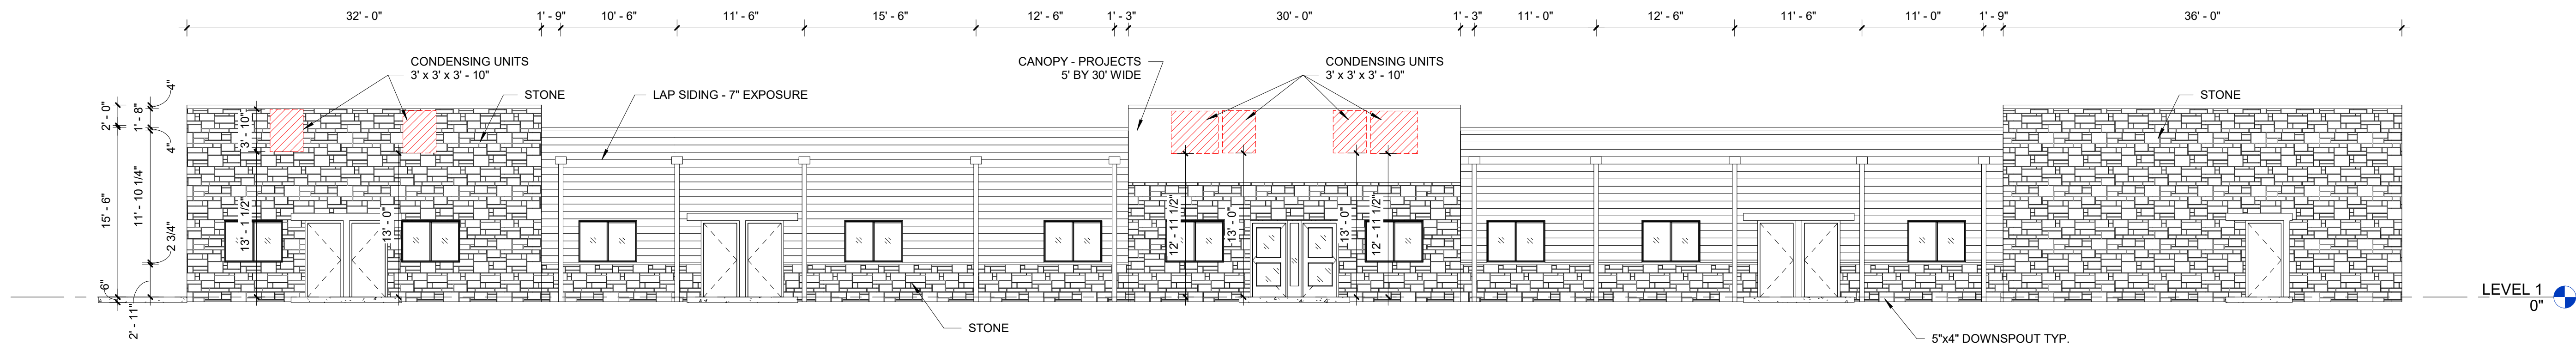 32' - 0"
1' - 9"
10' - 6"
11' - 6"
15' - 6"
12' - 6"
1' - 3"
30' - 0"
1' - 3"
11' - 0"
12' - 6"
11' - 6"
11' - 0"
1' - 9"
36' - 0"
CONDENSING UNITS
3' x 3' x 3' - 10"
STONE
LAP SIDING - 7" EXPOSURE
CANOPY - PROJECTS
5' BY 30' WIDE
CONDENSING UNITS
3' x 3' x 3' - 10"
STONE
4"
2' - 0"
1' - 8"
4"
15' - 6"
11' - 10 1/4"
2 3/4"
6"
2' - 11"
3' - 10"
13' - 1 1/2"
13' - 0"
12' - 11 1/2"
13' - 0"
13' - 0"
12' - 11 1/2"
STONE
5"x4" DOWNSPOUT TYP.
LEVEL 1
0"